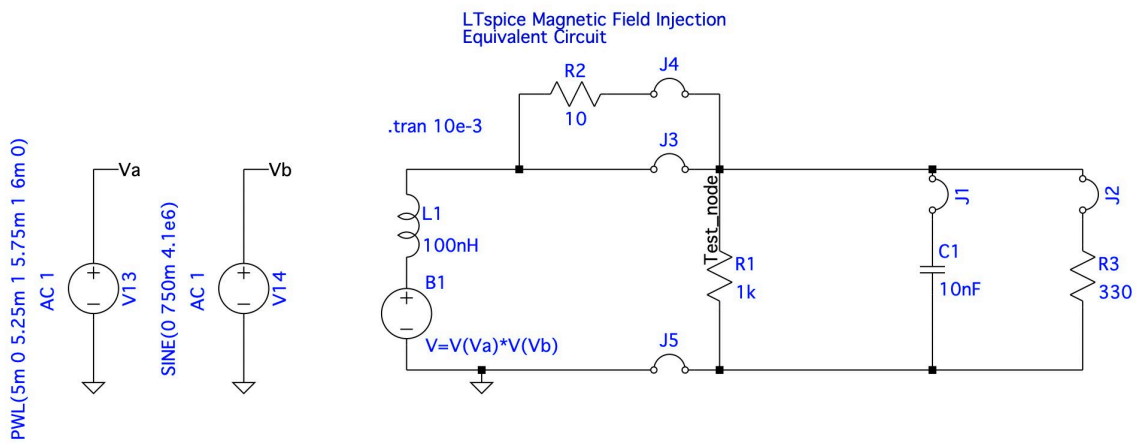 LTspice Magnetic Field Injection
Equivalent Circuit
J4
R2
10
.tran 10e-3
J3
Va
Vb
PWL(5m 0 5.25m 1 5.75m 1 6m 0)
AC 1
V13
SINE(0 750m 4.1e6)
AC 1
V14
L1
100nH
B1
V=V(Va)*V(Vb)
Test_node
R1
1k
J1
C1
10nF
J2
R3
330
J5